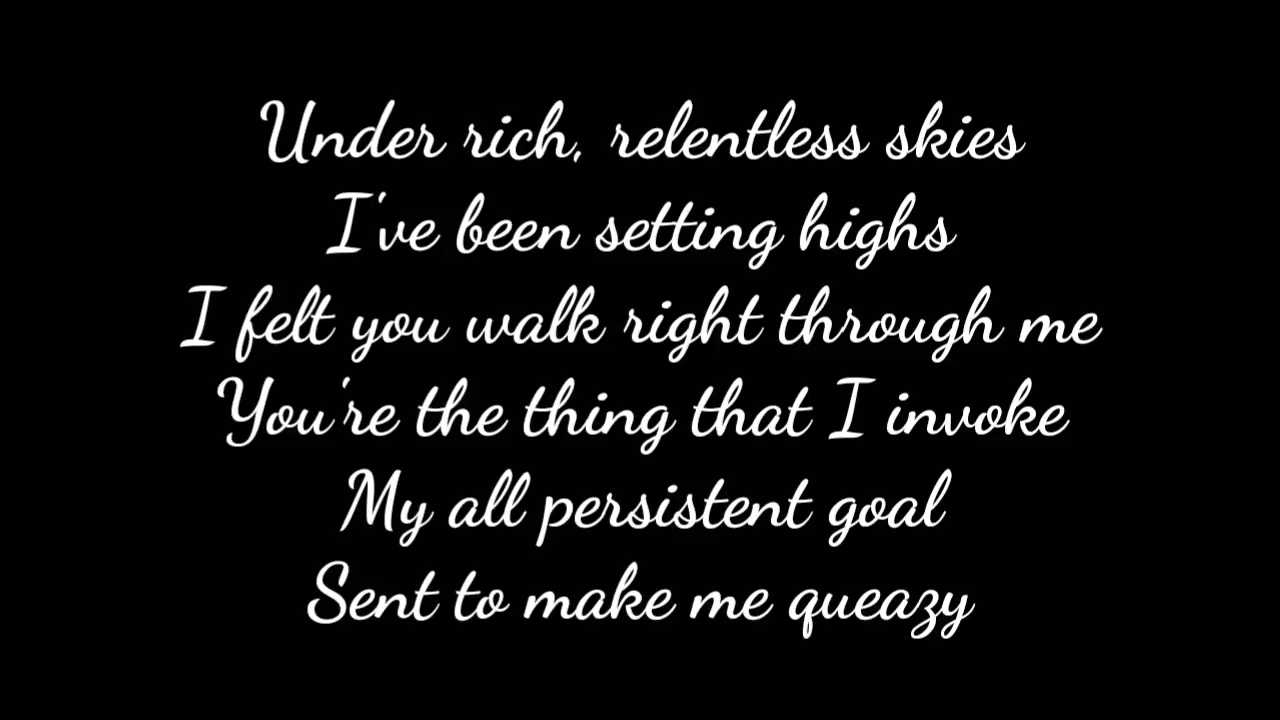 Under rich, relentless skies
I've been setting highs
I felt you walk right through me
You're the thing that I invoke
My all persistent goal
Sent to make me queazy